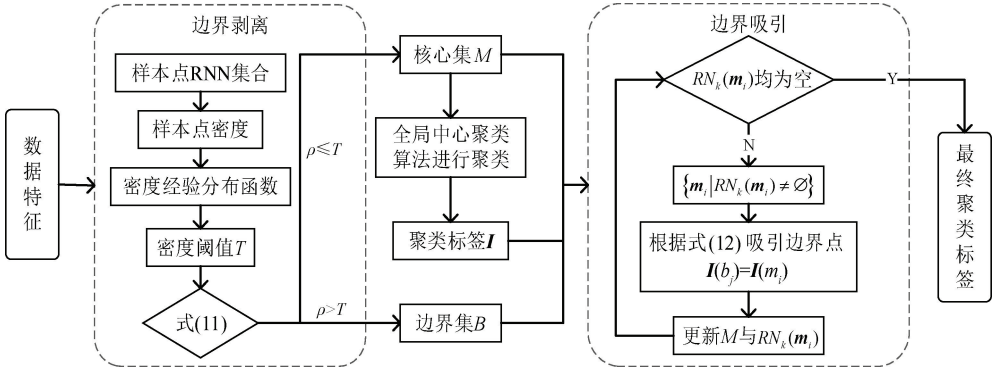 数据特征
边界剥离
样本点RNN集合
样本点密度
密度经验分布函数
密度阈值T
式(11)
ρ≤T
ρ>T
核心集M
全局中心聚类
算法进行聚类
聚类标签I
边界集B
边界吸引
RNₖ(mᵢ)均为空
Y
N
{mᵢ|RNₖ(mᵢ)≠∅}
根据式(12)吸引边界点
I(bⱼ)=I(mᵢ)
更新M与RNₖ(mᵢ)
最终聚类标签